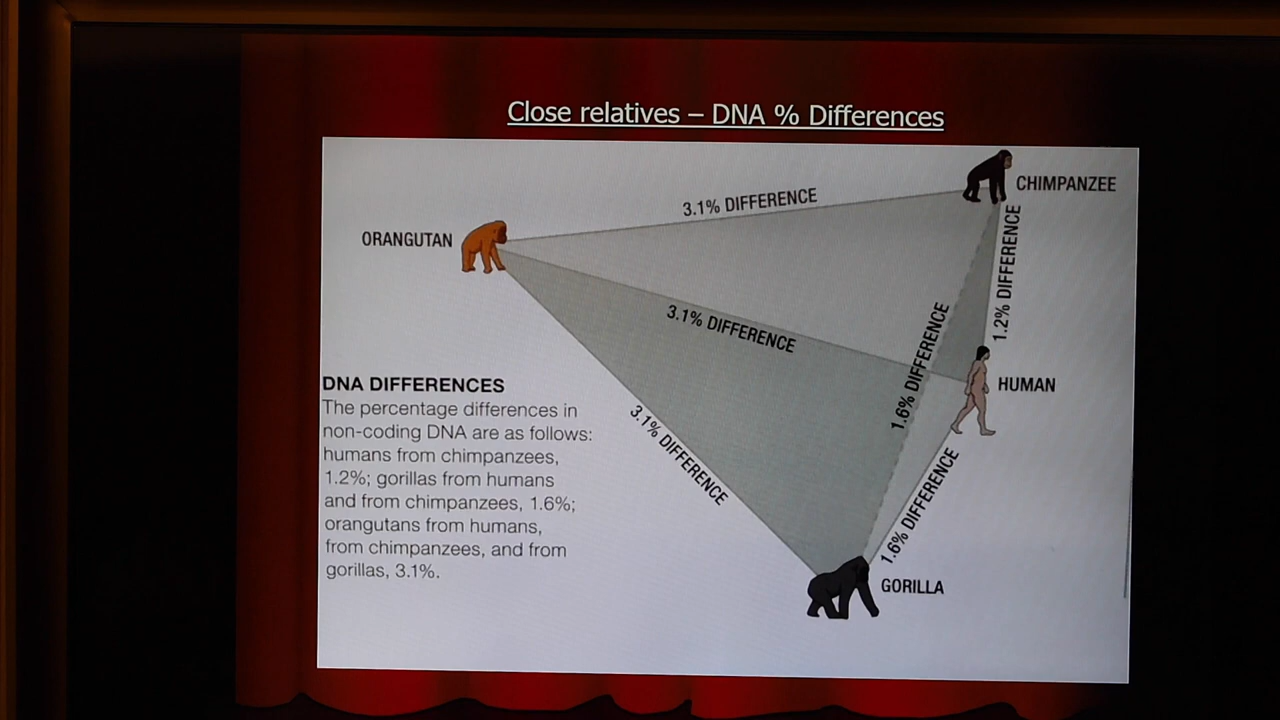 Close relatives – DNA % Differences
CHIMPANZEE
3.1% DIFFERENCE
ORANGUTAN
1.2% DIFFERENCE
3.1% DIFFERENCE
1.6% DIFFERENCE
HUMAN
DNA DIFFERENCES
The percentage differences in
non-coding DNA are as follows:
humans from chimpanzees,
1.2%; gorillas from humans
and from chimpanzees, 1.6%;
orangutans from humans,
from chimpanzees, and from
gorillas, 3.1%.
3.1% DIFFERENCE
1.6% DIFFERENCE
GORILLA